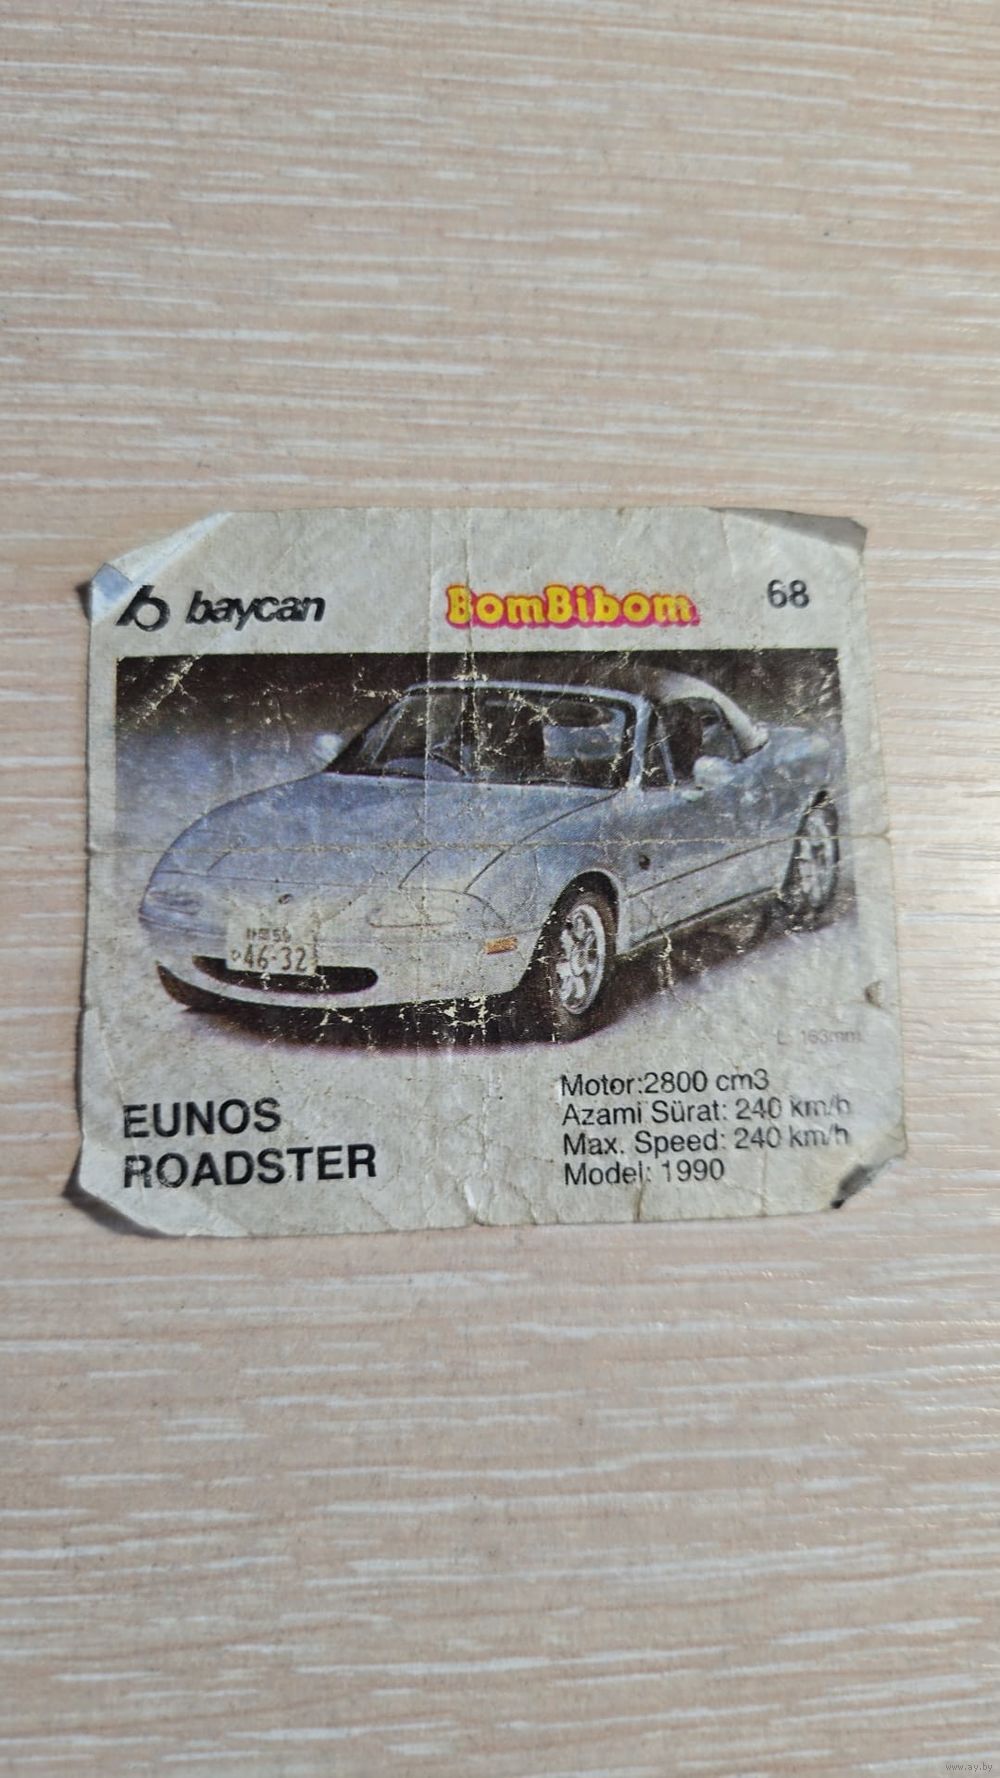 baycan
BomBibom
68
46-32
L: 163mm
EUNOS
ROADSTER
Motor:2800 cm3
Azami Sürat: 240 km/h
Max. Speed: 240 km/h
Model: 1990
www.ay.by